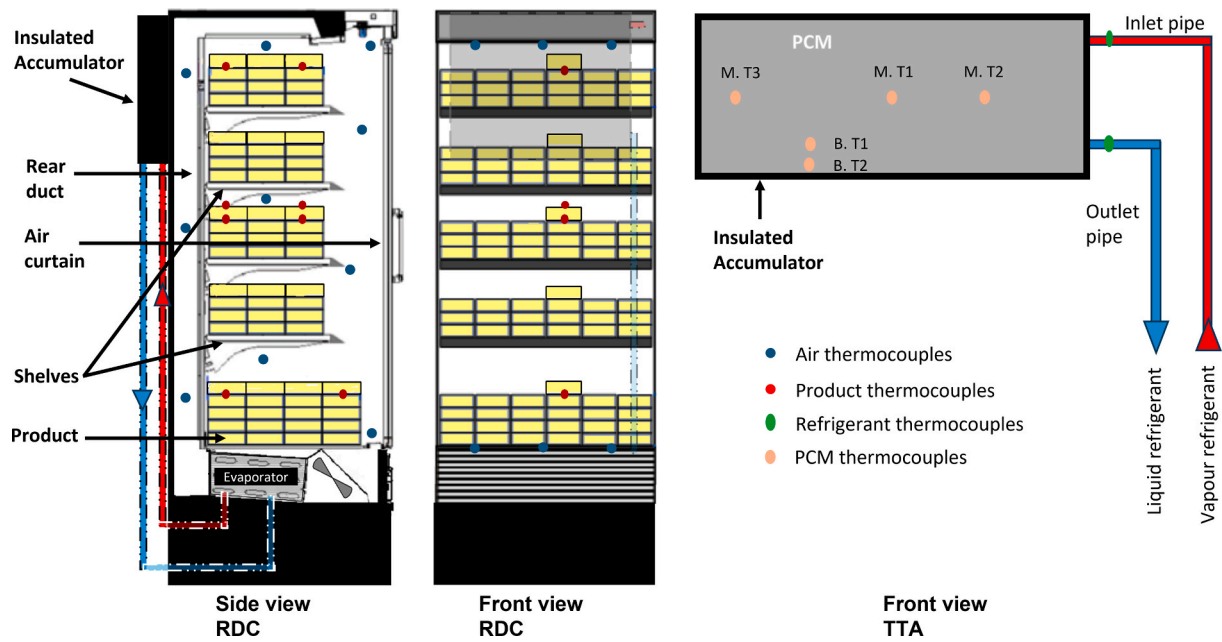 Insulated
Accumulator
Rear
duct
Air
curtain
Shelves
Product
Evaporator
Side view
RDC
Front view
RDC
PCM
M. T3
M. T1
M. T2
B. T1
B. T2
Inlet pipe
Outlet
pipe
Insulated
Accumulator
Air thermocouples
Product thermocouples
Refrigerant thermocouples
PCM thermocouples
Liquid refrigerant
Vapour refrigerant
Front view
TTA